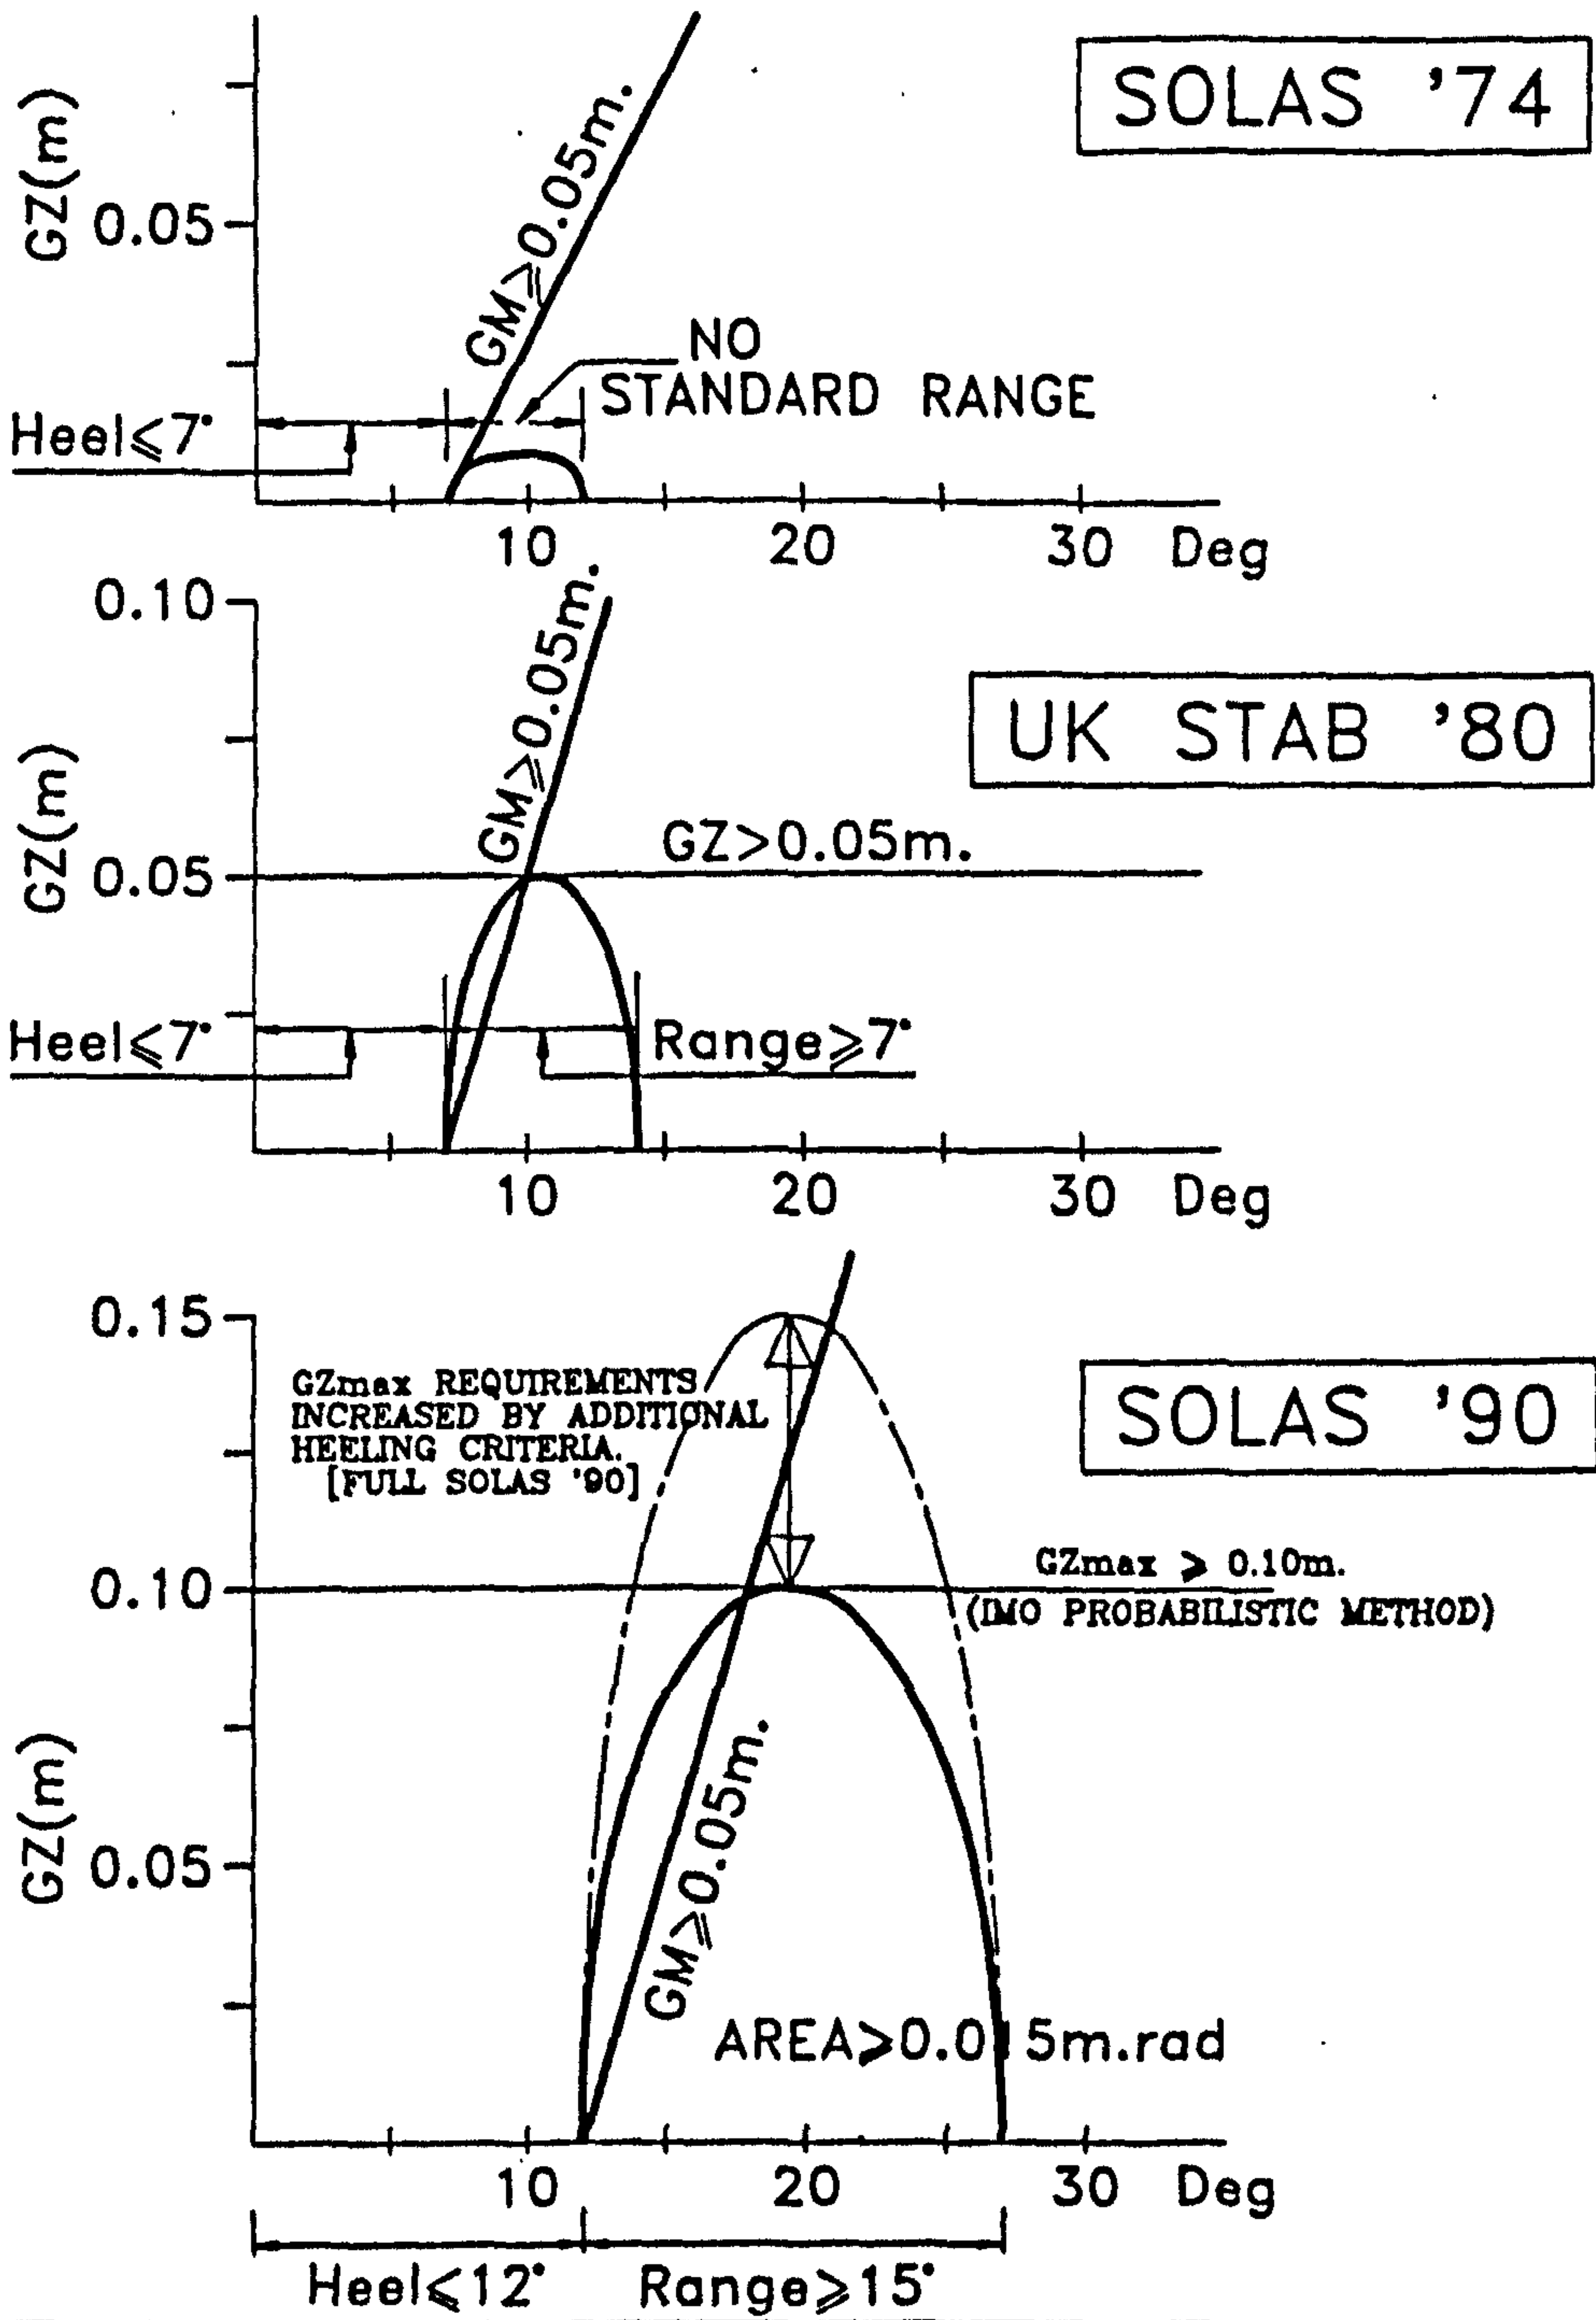 SOLAS '74
GZ(m)
0.05
GM⩾0.05m.
NO
STANDARD RANGE
Heel⩽7°
10
20
30
Deg
UK STAB '80
GZ(m)
0.10
0.05
GM⩾0.05m.
GZ>0.05m.
Heel⩽7°
Range⩾7°
10
20
30
Deg
SOLAS '90
0.15
GZmax REQUIREMENTS
INCREASED BY ADDITIONAL
HEELING CRITERIA.
[FULL SOLAS '90]
0.10
GZmax ⩾ 0.10m.
(IMO PROBABILISTIC METHOD)
GZ(m)
0.05
GM⩾0.05m.
AREA⩾0.015m.rad
10
20
30
Deg
Heel⩽12°
Range⩾15°